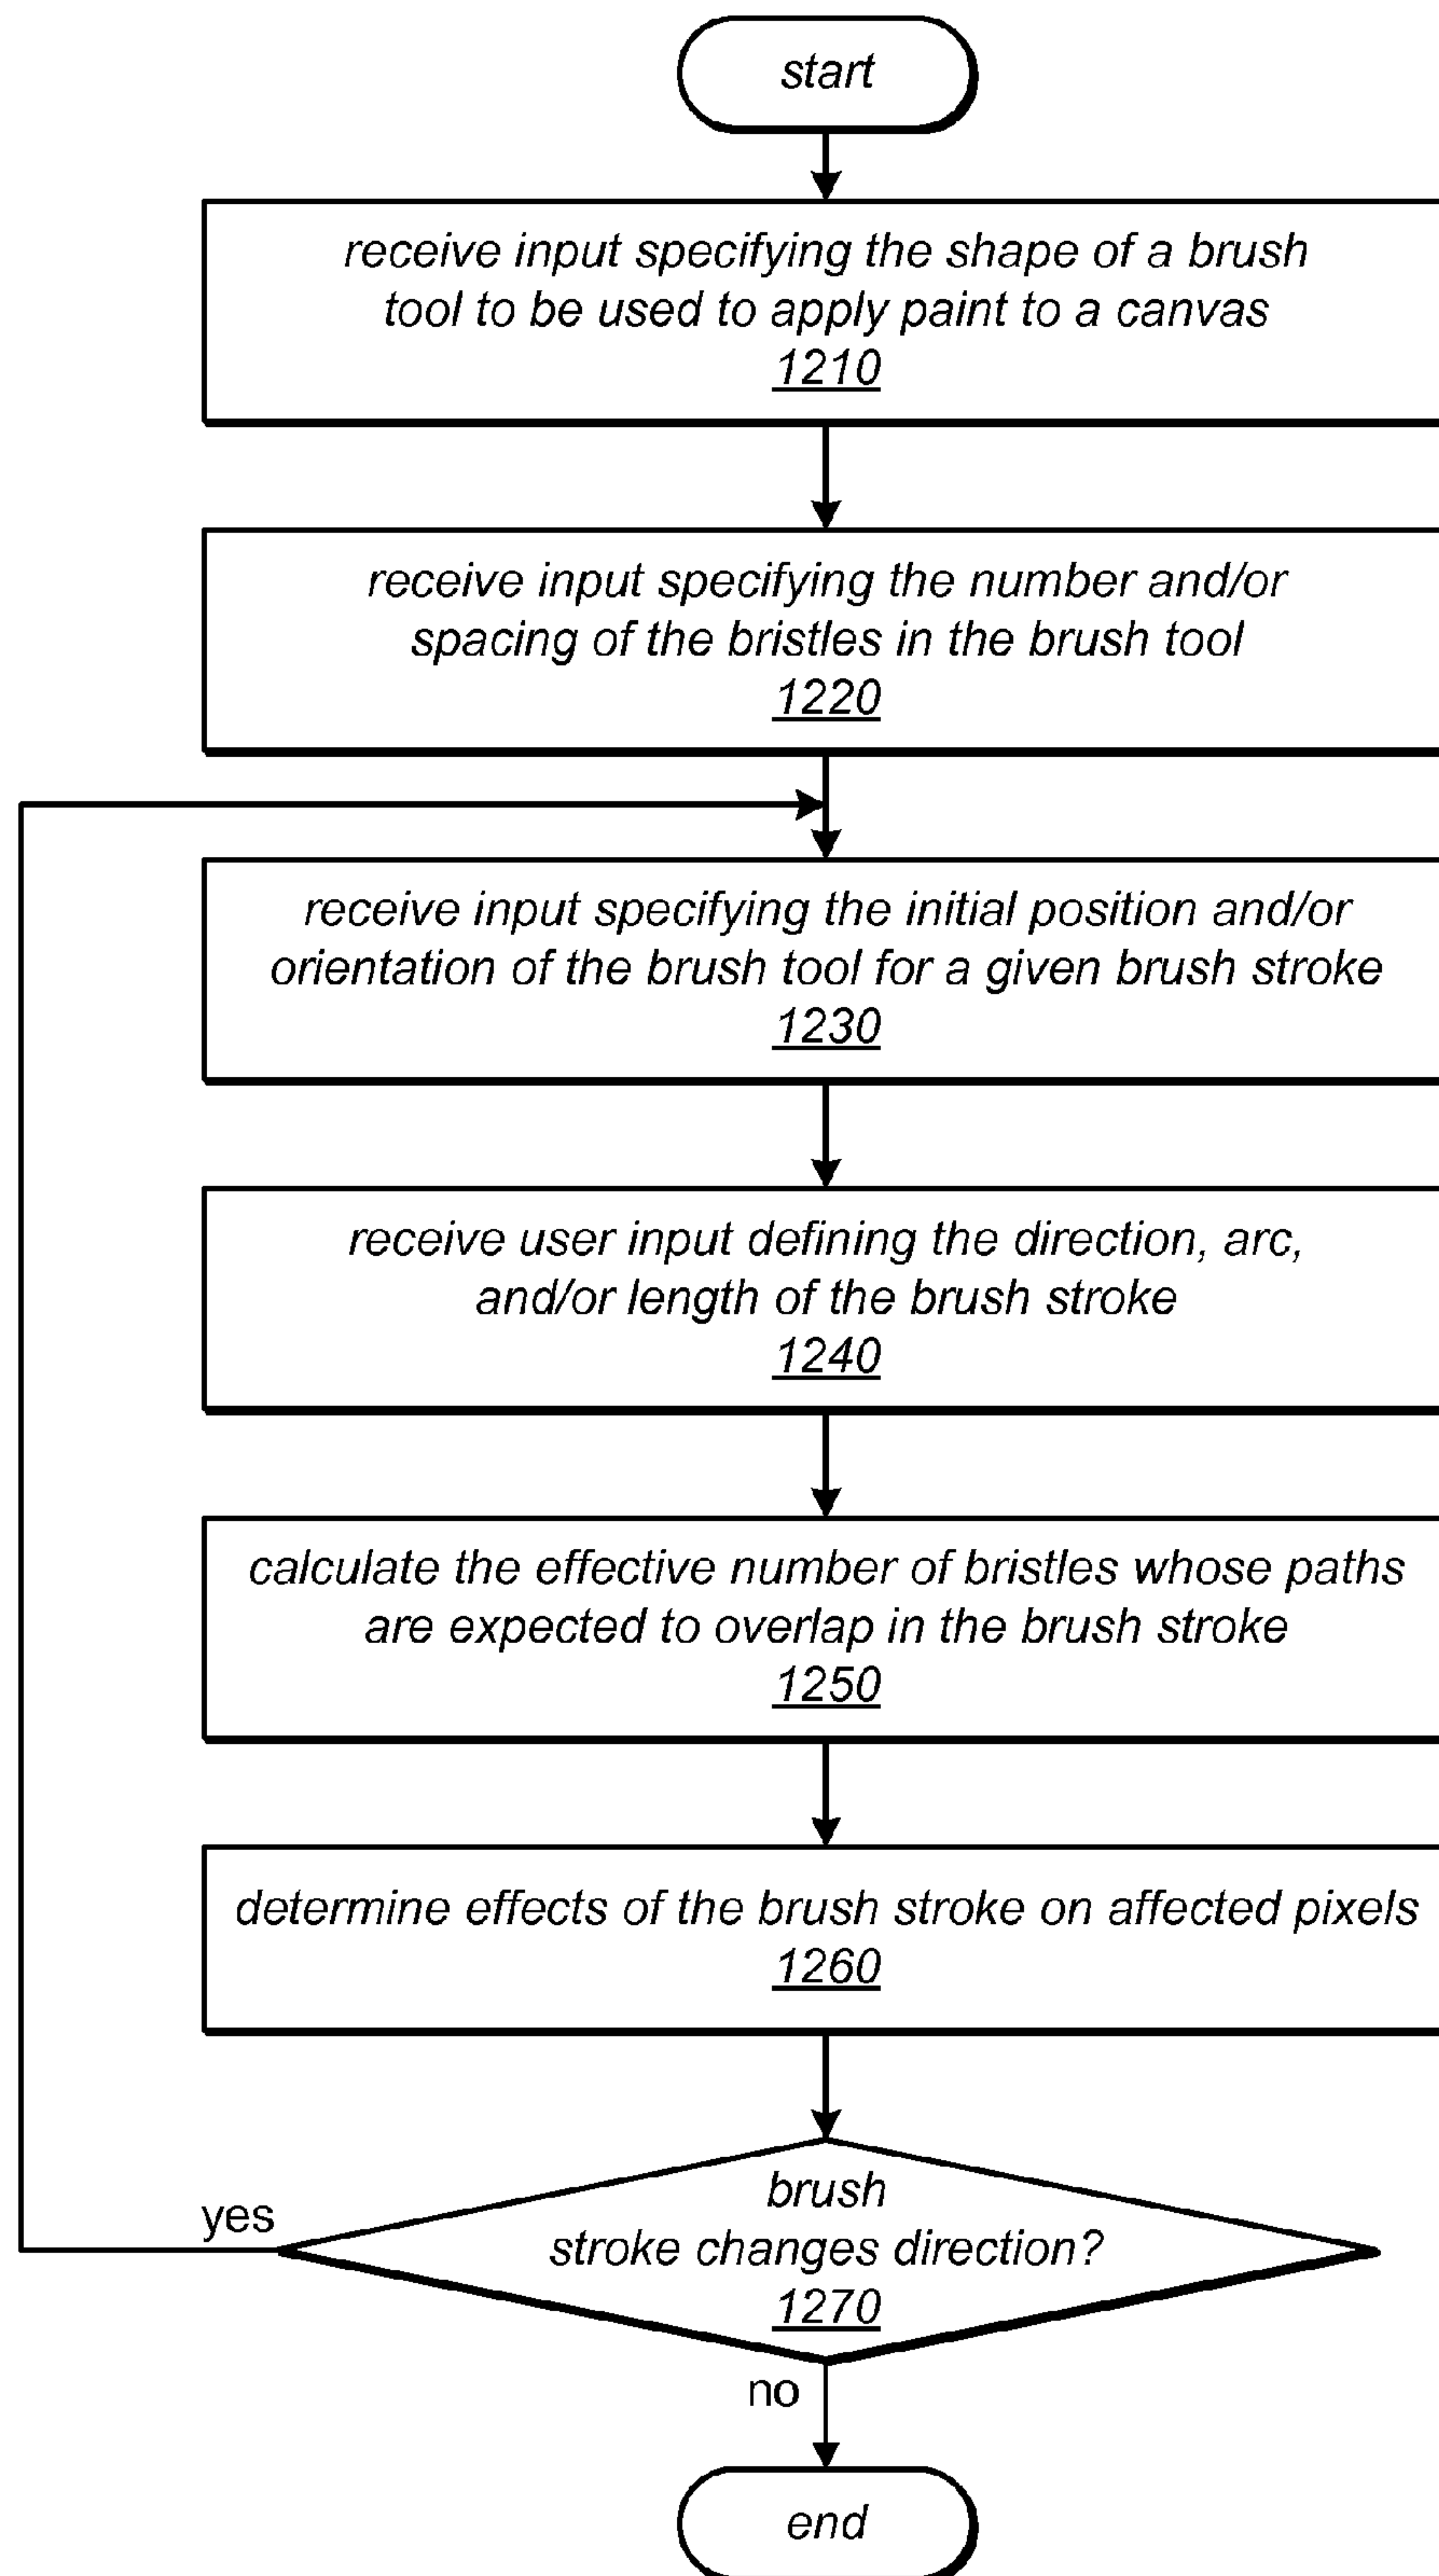 start
receive input specifying the shape of a brush
tool to be used to apply paint to a canvas
1210
receive input specifying the number and/or
spacing of the bristles in the brush tool
1220
receive input specifying the initial position and/or
orientation of the brush tool for a given brush stroke
1230
receive user input defining the direction, arc,
and/or length of the brush stroke
1240
calculate the effective number of bristles whose paths
are expected to overlap in the brush stroke
1250
determine effects of the brush stroke on affected pixels
1260
brush
yes
stroke changes direction?
1270
no
end